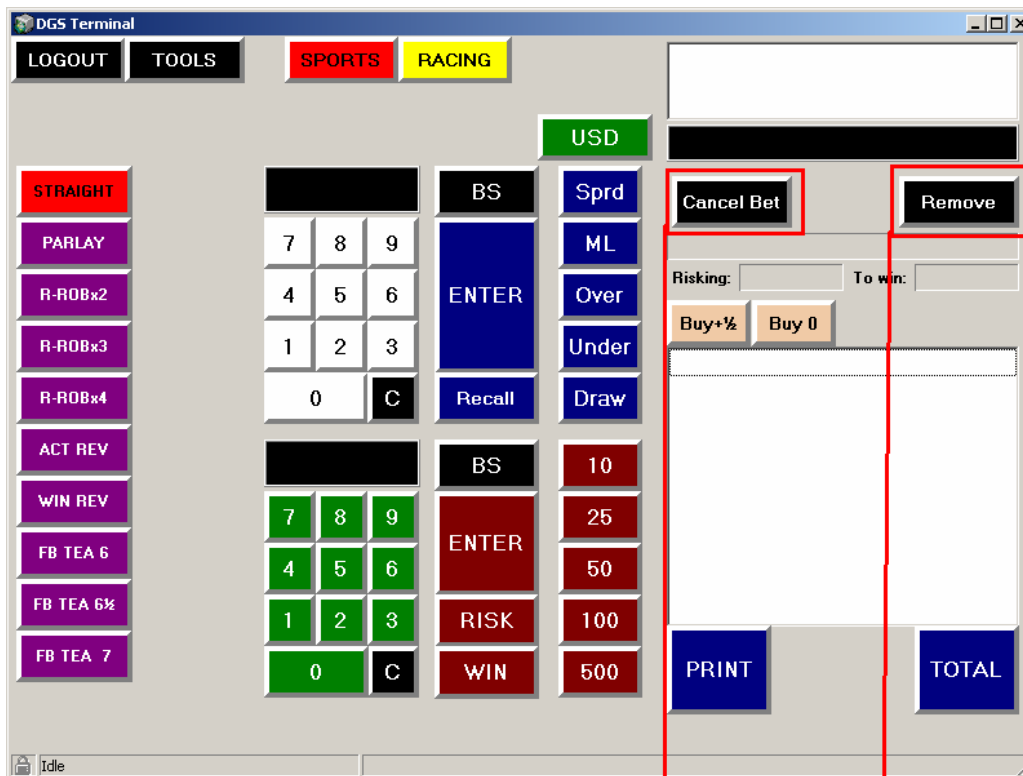 DGS Terminal
LOGOUT TOOLS SPORTS RACING
USD
STRAIGHT BS Sprd Cancel Bet Remove
PARLAY 7 8 9 ENTER ML
R-ROBx2 4 5 6 Over Risking: To win:
R-ROBx3 1 2 3 Under Buy+½ Buy 0
R-ROBx4 0 C Recall Draw
ACT REV BS 10
WIN REV 7 8 9 ENTER 25
FB TEA 6 4 5 6 50
FB TEA 6½ 1 2 3 RISK 100
FB TEA 7 0 C WIN 500 PRINT TOTAL
Idle